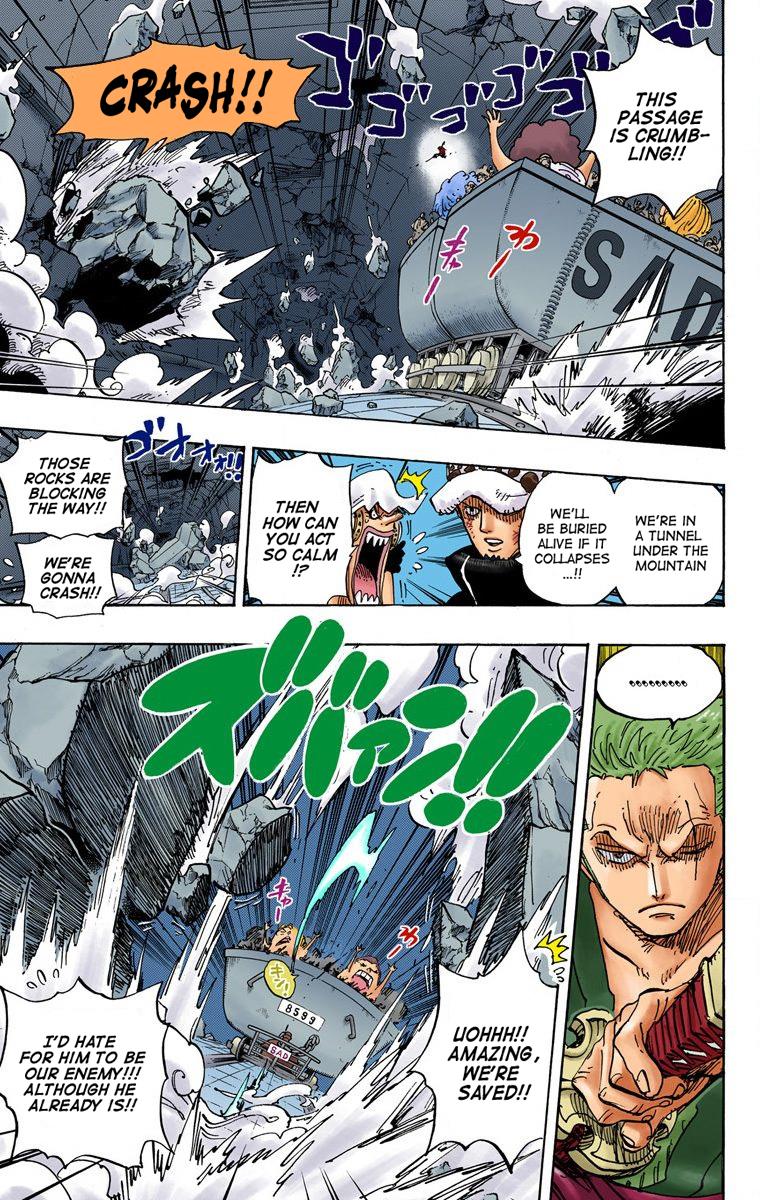 THIS
PASSAGE
IS CRUMB-
LING!!
ゴゴゴゴゴ
CRASH!!
わー
キャー
SAD
WE'RE IN
A TUNNEL
UNDER THE
MOUNTAIN
WE'LL
BE BURIED
ALIVE IF IT
COLLAPSES
...!!
THEN
HOW CAN
YOU ACT
SO CALM
!?
ゴオオオ!!
THOSE
ROCKS ARE
BLOCKING
THE WAY!!
WE'RE
GONNA
CRASH!!
..........
ズバァン!!
わー
キャー
キン!
8599
SAD
UOHHH!!
AMAZING,
WE'RE
SAVED!!
I'D HATE
FOR HIM TO BE
OUR ENEMY!!!
ALTHOUGH HE
ALREADY IS!!